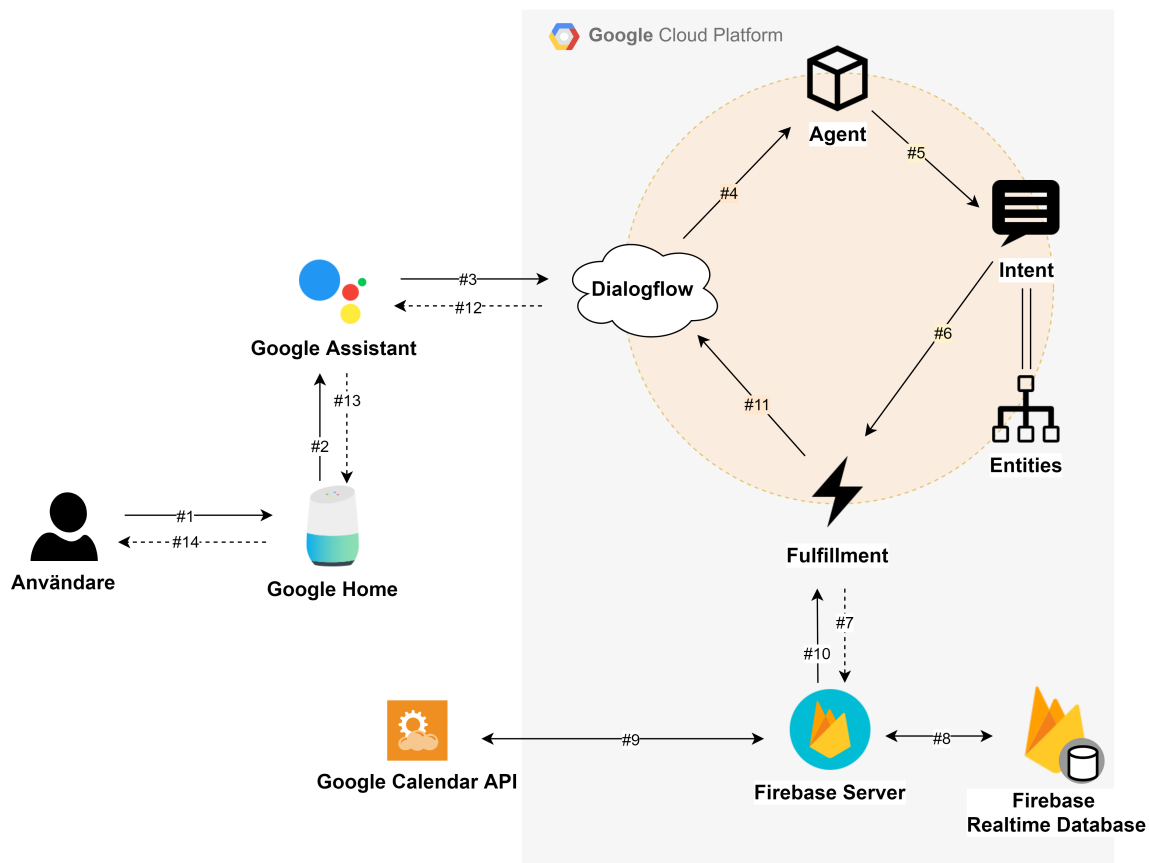 Google Cloud Platform
Agent
#5
#4
Intent
#3
Dialogflow
#12
#6
Google Assistant
#13
#11
#2
Entities
#1
#14
Fulfillment
Användare
Google Home
#7
#10
#9
#8
Google Calendar API
Firebase Server
Firebase
Realtime Database